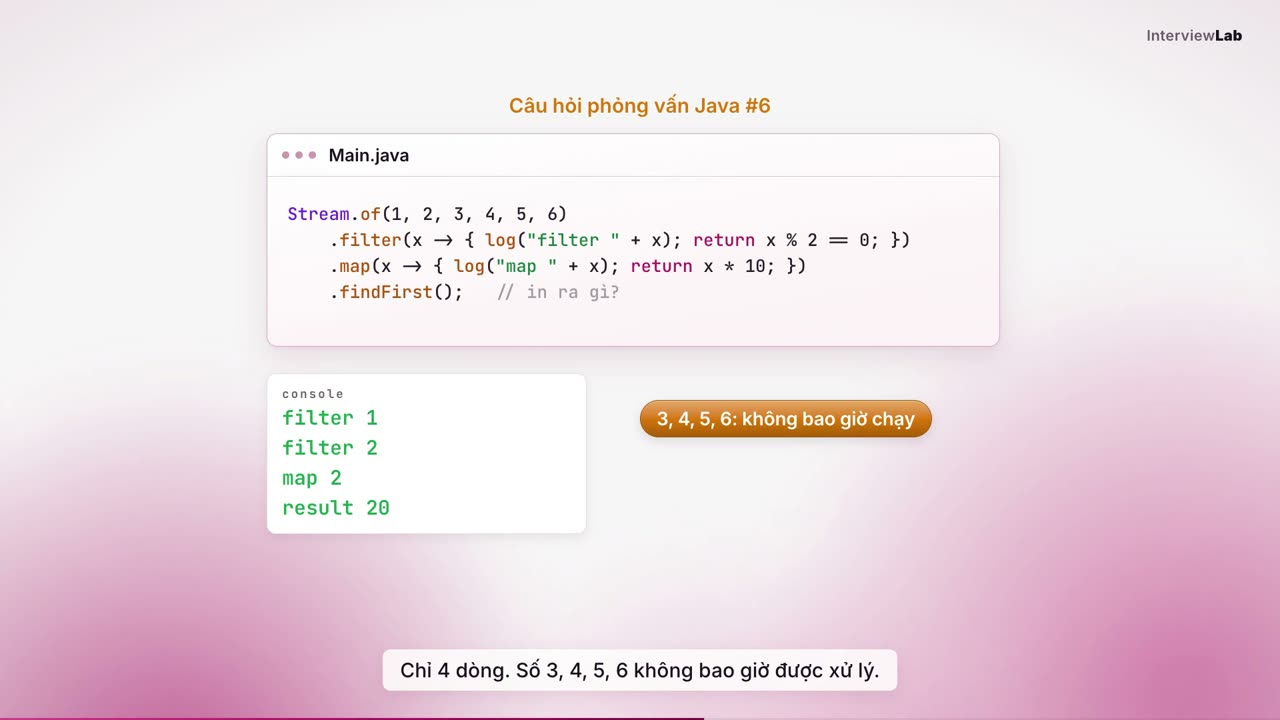 InterviewLab
Câu hỏi phỏng vấn Java #6
Main.java
Stream.of(1, 2, 3, 4, 5, 6)
    .filter(x -> { log("filter " + x); return x % 2 == 0; })
    .map(x -> { log("map " + x); return x * 10; })
    .findFirst();   // in ra gì?
console
filter 1
filter 2
map 2
result 20
3, 4, 5, 6: không bao giờ chạy
Chỉ 4 dòng. Số 3, 4, 5, 6 không bao giờ được xử lý.